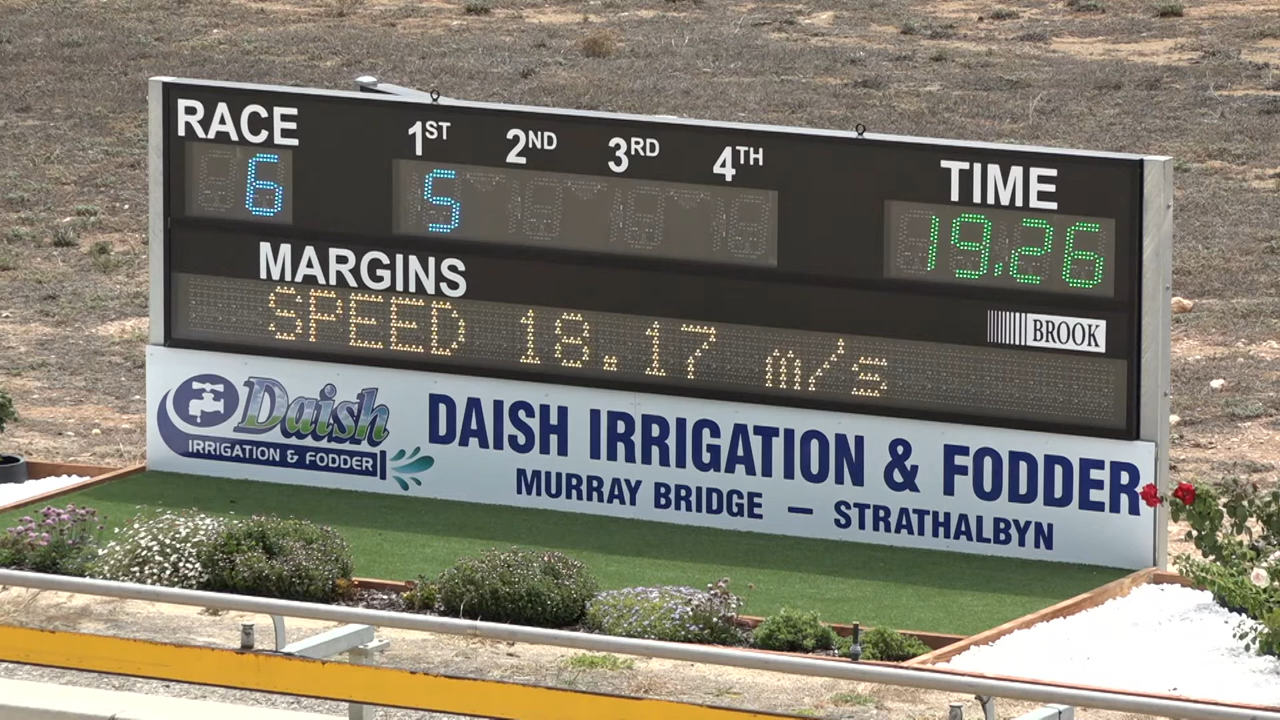 RACE 1ST 2ND 3RD 4TH TIME
6 5 19.26
MARGINS
BROOK
SPEED 18.17 m/s
Daish
IRRIGATION & FODDER
DAISH IRRIGATION & FODDER
MURRAY BRIDGE – STRATHALBYN